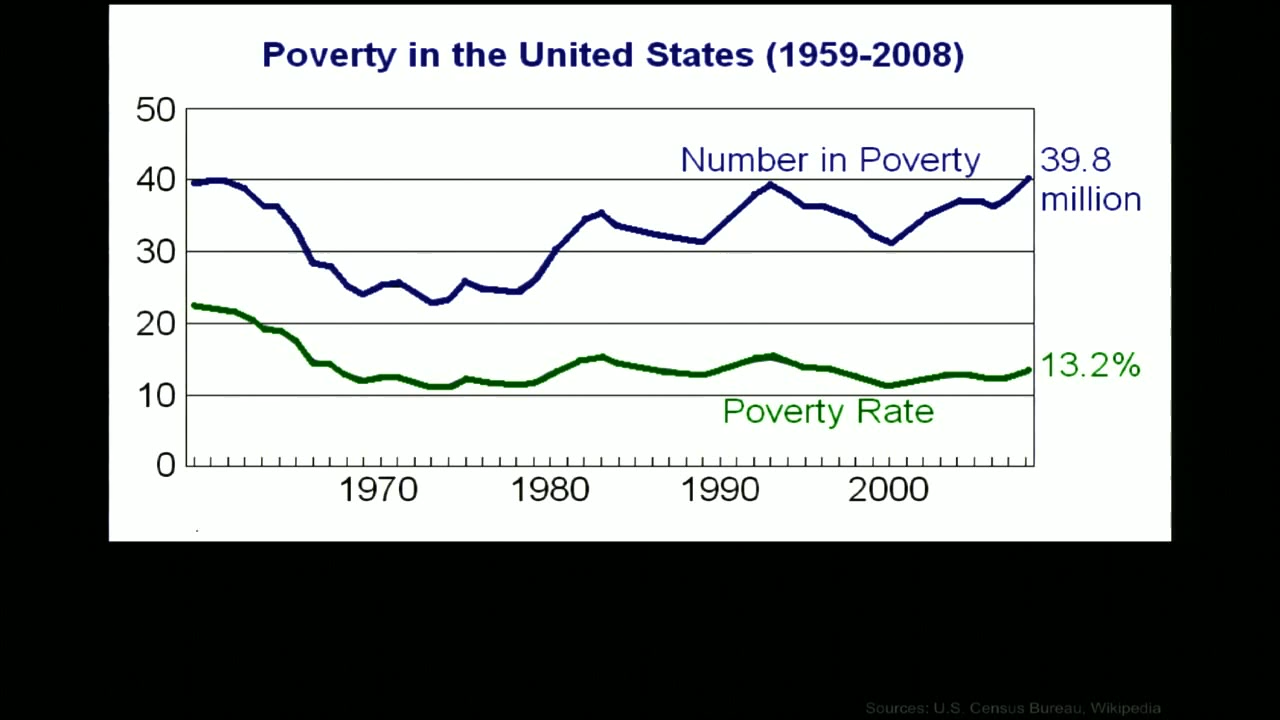 Poverty in the United States (1959-2008)
50
40
30
20
10
0
Number in Poverty
39.8
million
13.2%
Poverty Rate
1970 1980 1990 2000
Sources: U.S. Census Bureau, Wikipedia